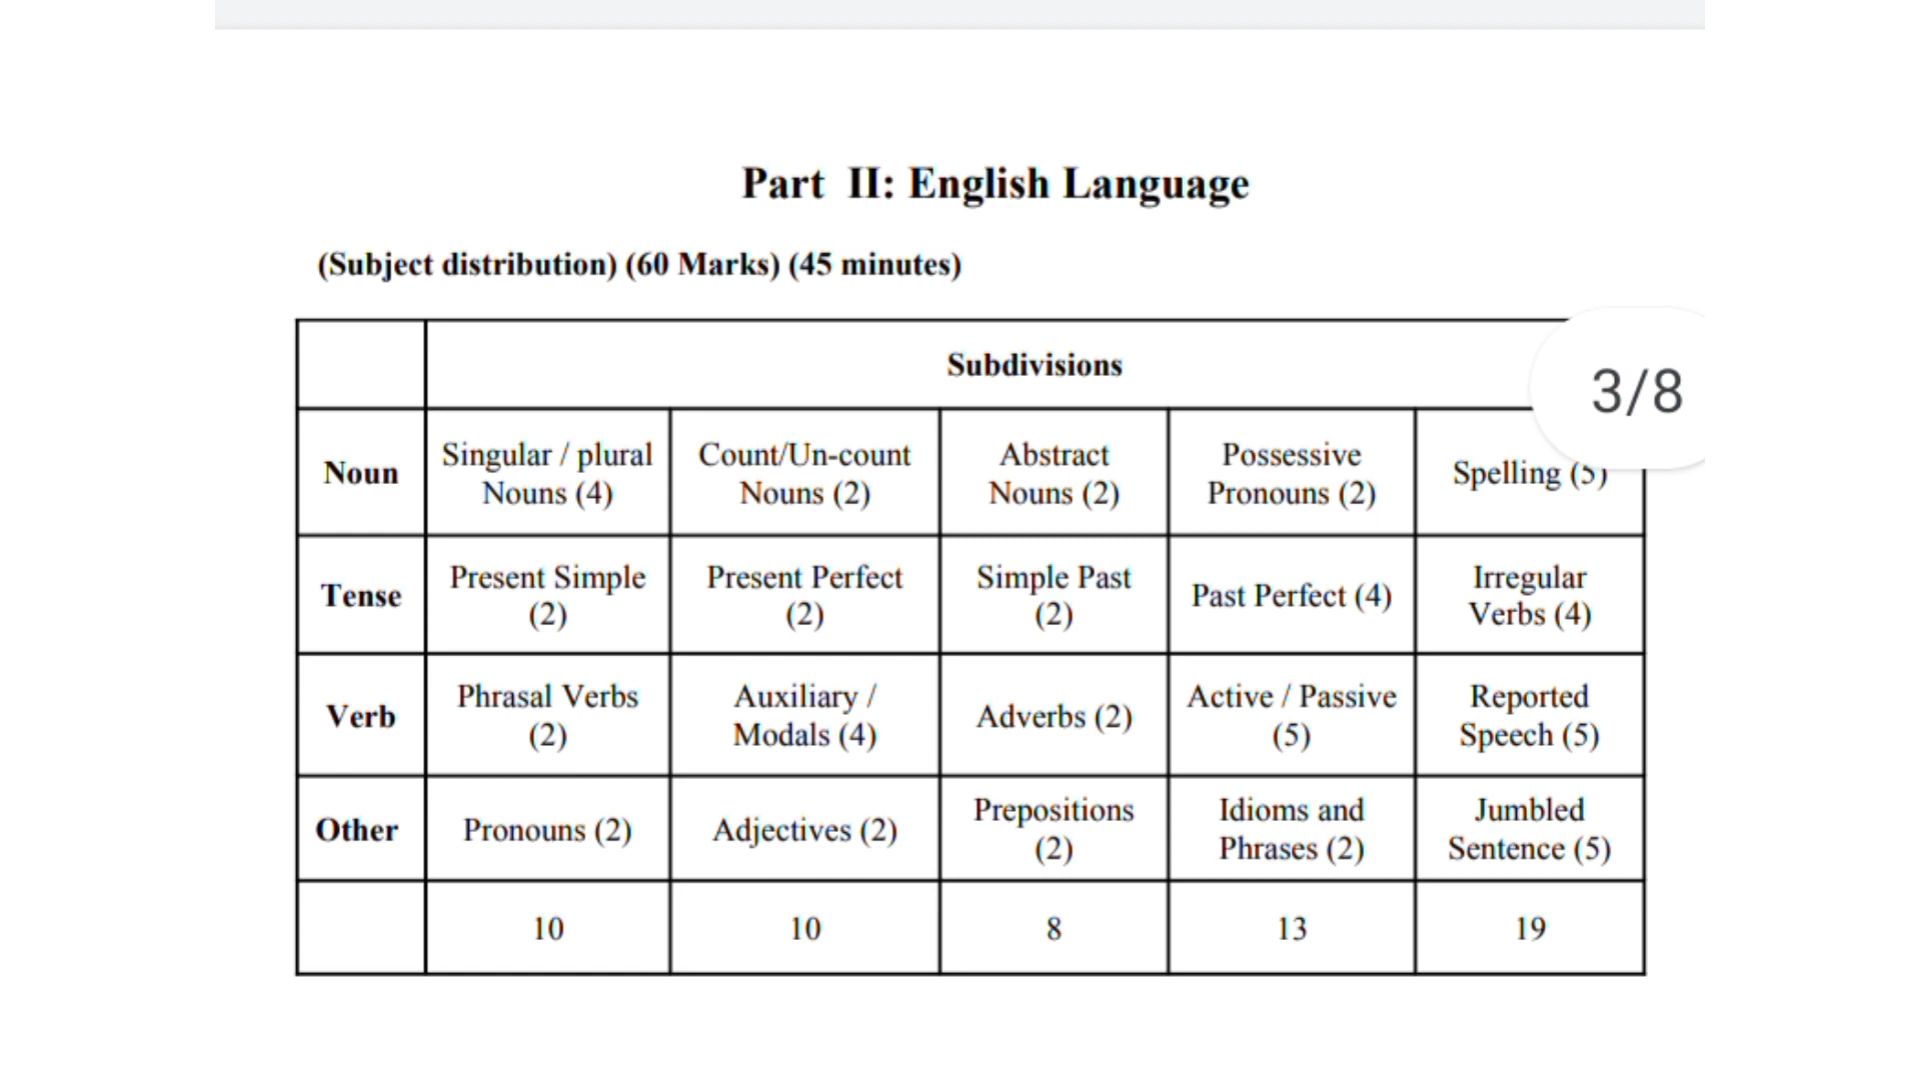 Part II: English Language
(Subject distribution) (60 Marks) (45 minutes)
Subdivisions
3/8
Noun
Singular / plural
Nouns (4)
Count/Un-count
Nouns (2)
Abstract
Nouns (2)
Possessive
Pronouns (2)
Spelling (5)
Tense
Present Simple
(2)
Present Perfect
(2)
Simple Past
(2)
Past Perfect (4)
Irregular
Verbs (4)
Verb
Phrasal Verbs
(2)
Auxiliary /
Modals (4)
Adverbs (2)
Active / Passive
(5)
Reported
Speech (5)
Other
Pronouns (2)
Adjectives (2)
Prepositions
(2)
Idioms and
Phrases (2)
Jumbled
Sentence (5)
10
10
8
13
19